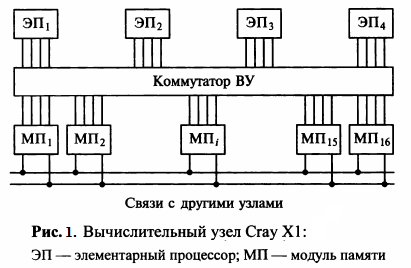 ЭП₁ ЭП₂ ЭП₃ ЭП₄
Коммутатор ВУ
МП₁ МП₂ МПᵢ МП₁₅ МП₁₆
Связи с другими узлами
Рис. 1. Вычислительный узел Cray X1:
ЭП — элементарный процессор; МП — модуль памяти